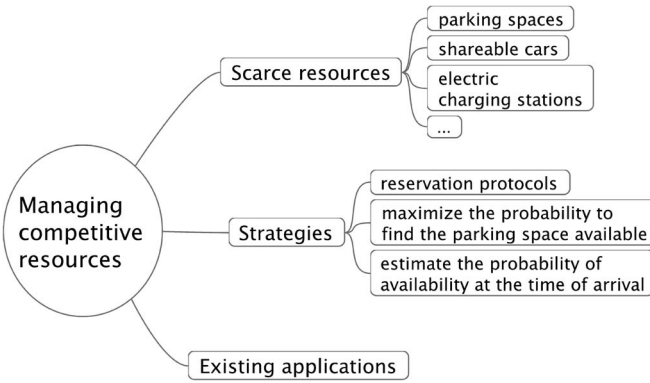 Managing
competitive
resources
Scarce resources
parking spaces
shareable cars
electric
charging stations
...
Strategies
reservation protocols
maximize the probability to
find the parking space available
estimate the probability of
availability at the time of arrival
Existing applications